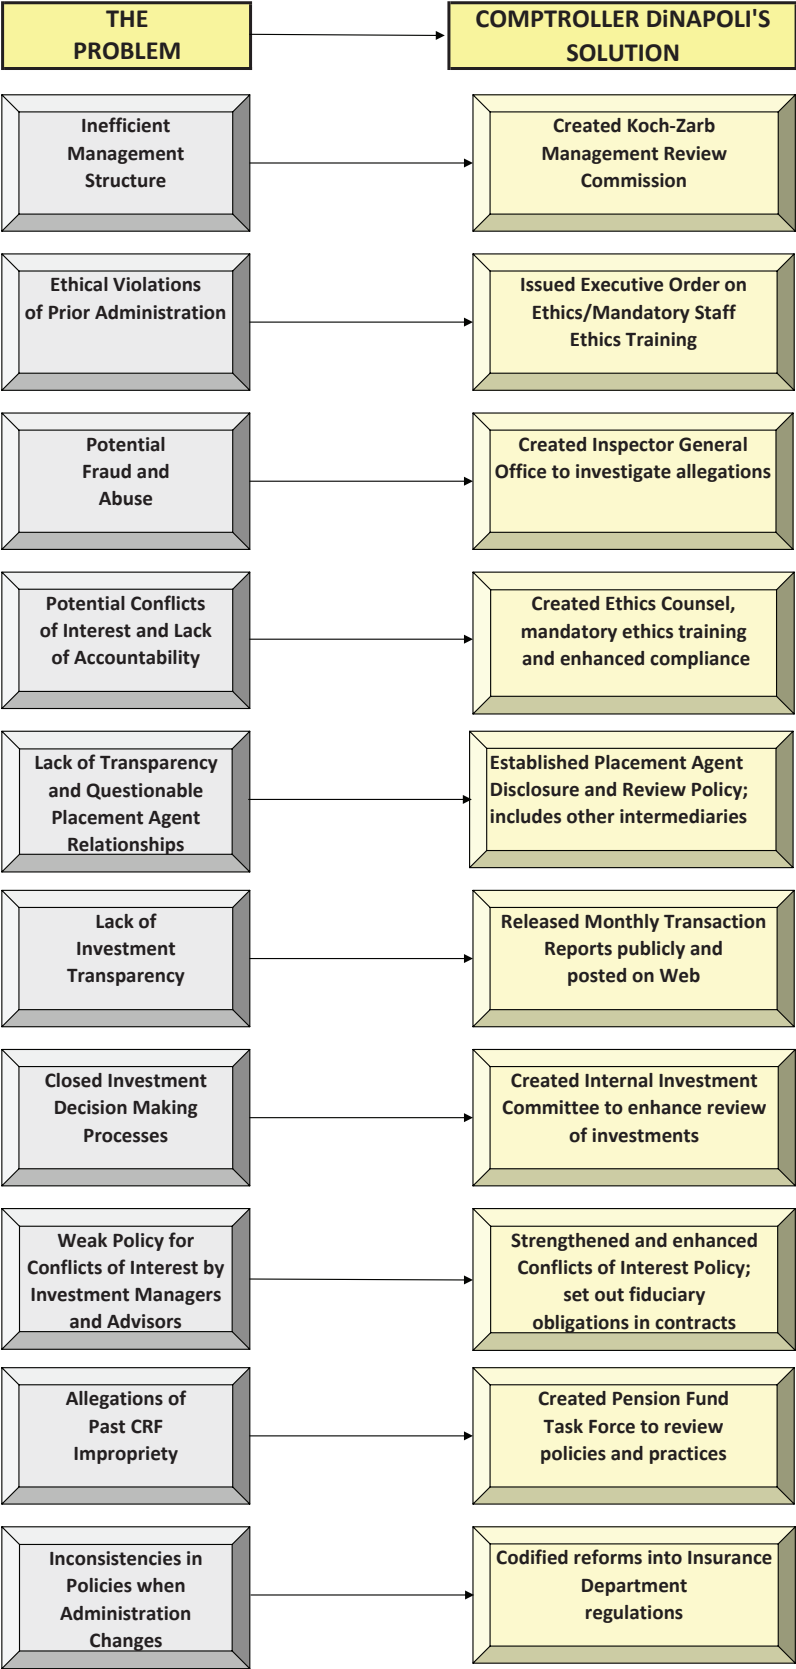 THE
PROBLEM
COMPTROLLER DiNAPOLI'S
SOLUTION
Inefficient
Management
Structure
Created Koch-Zarb
Management Review
Commission
Ethical Violations
of Prior Administration
Issued Executive Order on
Ethics/Mandatory Staff
Ethics Training
Potential
Fraud and
Abuse
Created Inspector General
Office to investigate allegations
Potential Conflicts
of Interest and Lack
of Accountability
Created Ethics Counsel,
mandatory ethics training
and enhanced compliance
Lack of Transparency
and Questionable
Placement Agent
Relationships
Established Placement Agent
Disclosure and Review Policy;
includes other intermediaries
Lack of
Investment
Transparency
Released Monthly Transaction
Reports publicly and
posted on Web
Closed Investment
Decision Making
Processes
Created Internal Investment
Committee to enhance review
of investments
Weak Policy for
Conflicts of Interest by
Investment Managers
and Advisors
Strengthened and enhanced
Conflicts of Interest Policy;
set out fiduciary
obligations in contracts
Allegations of
Past CRF
Impropriety
Created Pension Fund
Task Force to review
policies and practices
Inconsistencies in
Policies when
Administration
Changes
Codified reforms into Insurance
Department
regulations